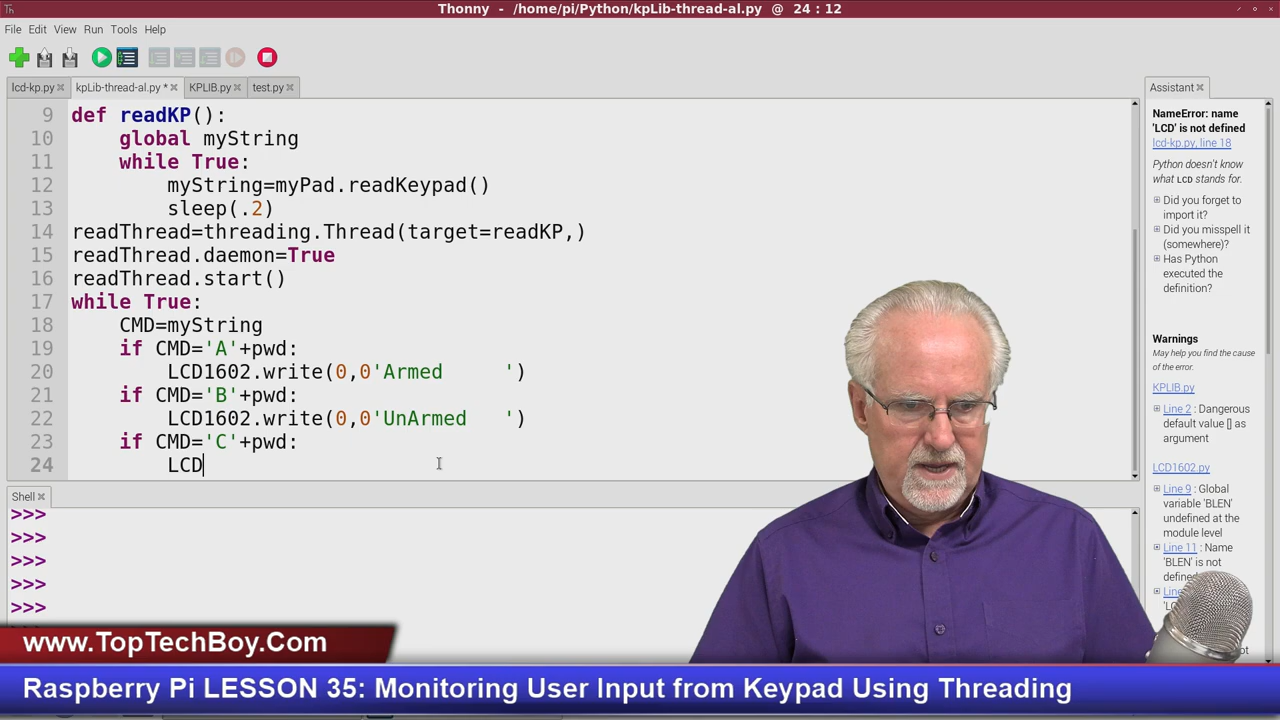 Thonny - /home/pi/Python/kpLib-thread-al.py @ 24 : 12
File Edit View Run Tools Help
lcd-kp.py kpLib-thread-al.py * KPLIB.py test.py
9 def readKP():
10 global myString
11 while True:
12 myString=myPad.readKeypad()
13 sleep(.2)
14 readThread=threading.Thread(target=readKP,)
15 readThread.daemon=True
16 readThread.start()
17 while True:
18 CMD=myString
19 if CMD='A'+pwd:
20 LCD1602.write(0,0'Armed     ')
21 if CMD='B'+pwd:
22 LCD1602.write(0,0'UnArmed   ')
23 if CMD='C'+pwd:
24 LCD
Shell
>>>
>>>
>>>
>>>
>>>
Assistant
NameError: name
'LCD' is not defined
lcd-kp.py, line 18
Python doesn't know
what LCD stands for.
Did you forget to
import it?
Did you misspell it
(somewhere)?
Has Python
executed the
definition?
Warnings
May help you find the cause
of the error.
KPLIB.py
Line 2 : Dangerous
default value [] as
argument
LCD1602.py
Line 9 : Global
variable 'BLEN'
undefined at the
module level
Line 11 : Name
'BLEN' is not
www.TopTechBoy.Com
Raspberry Pi LESSON 35: Monitoring User Input from Keypad Using Threading